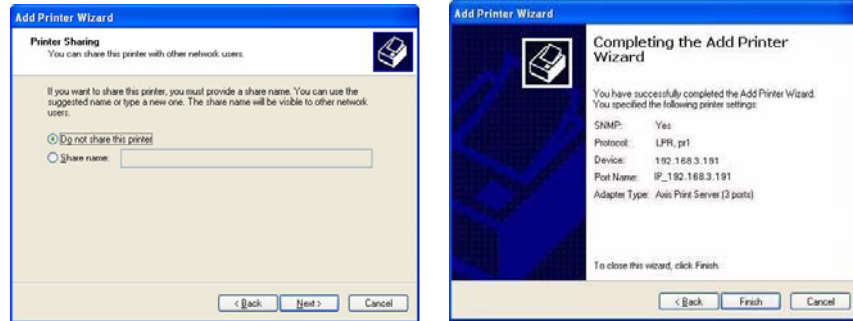 Add Printer Wizard
Printer Sharing
You can share this printer with other network users.
If you want to share this printer, you must provide a share name. You can use the
suggested name or type a new one. The share name will be visible to other network
users.
Do not share this printer
Share name:
< Back
Next >
Cancel
Add Printer Wizard
Completing the Add Printer
Wizard
You have successfully completed the Add Printer Wizard.
You specified the following printer settings:
SNMP: Yes
Protocol: LPR, pr1
Device: 192.168.3.191
Port Name: IP_192.168.3.191
Adapter Type: Axis Print Server (3 ports)
To close this wizard, click Finish.
< Back
Finish
Cancel